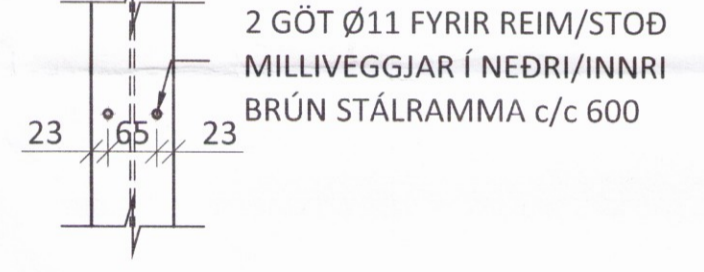 2 GÖT Ø11 FYRIR REIM/STOÐ
MILLIVEGGJAR Í NEÐRI/INNRI
BRÚN STÁLRAMMA c/c 600
23 65 23